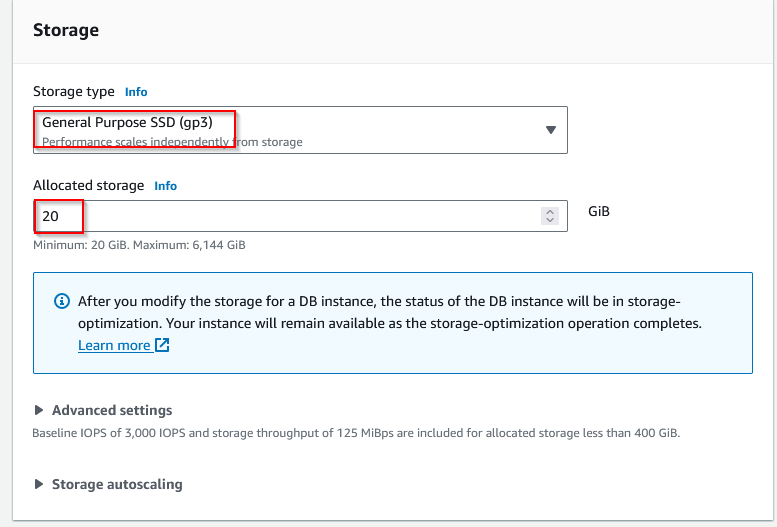 Storage
Storage type Info
General Purpose SSD (gp3)
Performance scales independently from storage
Allocated storage Info
20
GiB
Minimum: 20 GiB. Maximum: 6,144 GiB
After you modify the storage for a DB instance, the status of the DB instance will be in storage-
optimization. Your instance will remain available as the storage-optimization operation completes.
Learn more
Advanced settings
Baseline IOPS of 3,000 IOPS and storage throughput of 125 MiBps are included for allocated storage less than 400 GiB.
Storage autoscaling